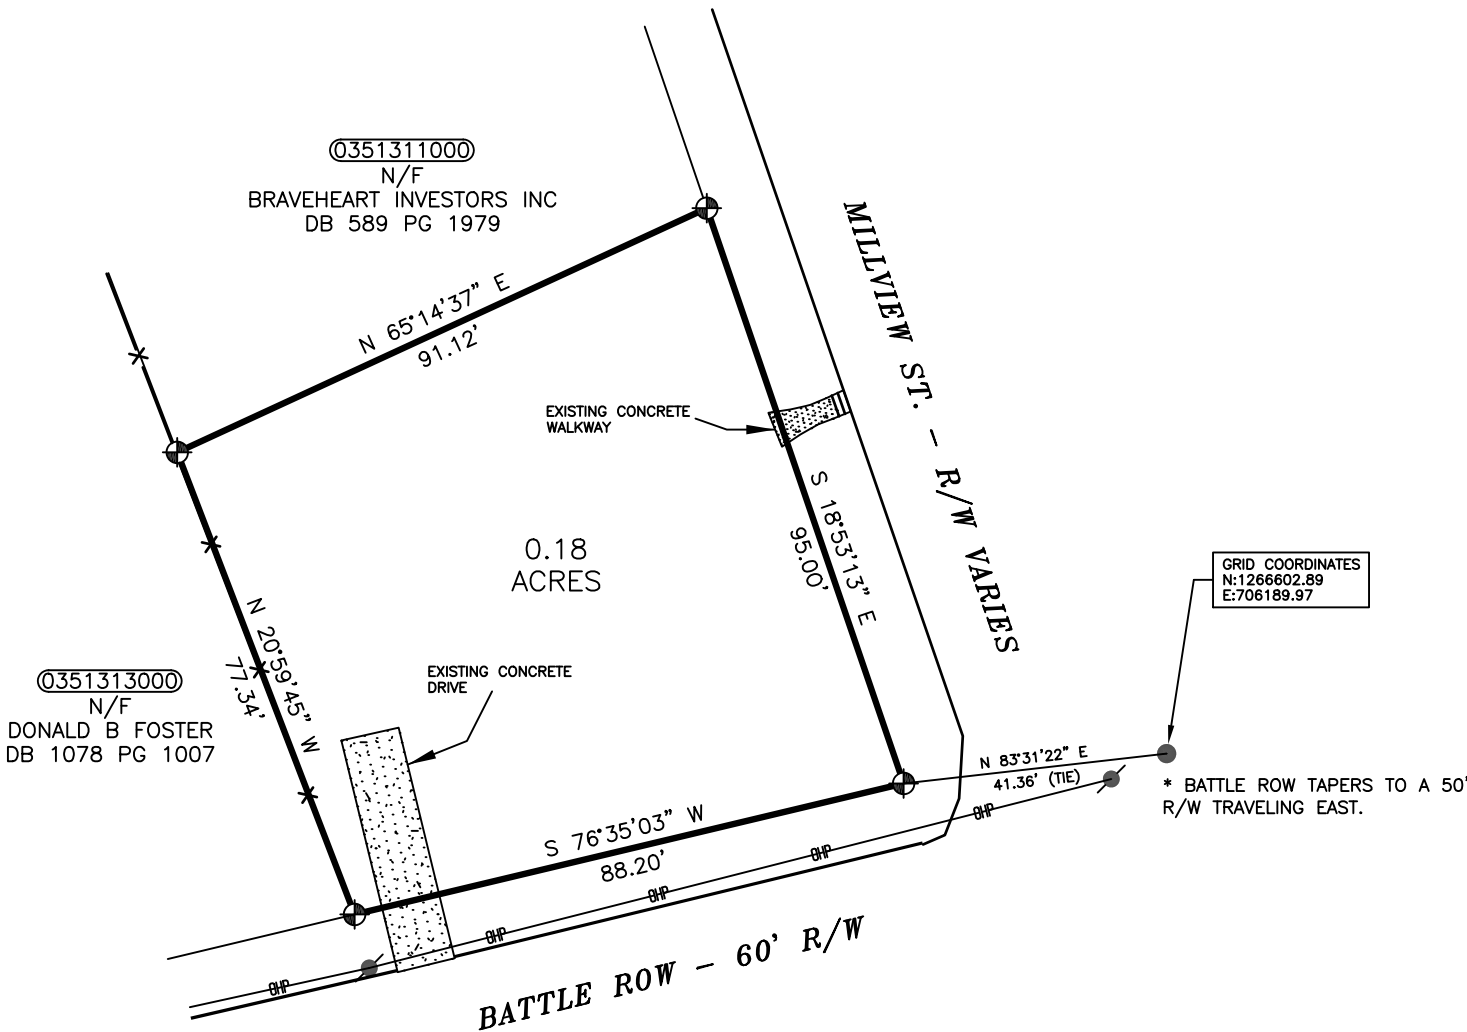 0351311000
N/F
BRAVEHEART INVESTORS INC
DB 589 PG 1979
N 65°14'37" E
91.12'
MILLVIEW ST. - R/W VARIES
EXISTING CONCRETE
WALKWAY
S 18°53'13" E
95.00'
0.18
ACRES
GRID COORDINATES
N:1266602.89
E:706189.97
N 20°59'45" W
77.34'
0351313000
N/F
DONALD B FOSTER
DB 1078 PG 1007
EXISTING CONCRETE
DRIVE
N 83°31'22" E
41.36' (TIE)
* BATTLE ROW TAPERS TO A 50'
R/W TRAVELING EAST.
S 76°35'03" W
88.20'
OHP
OHP
OHP
OHP
OHP
BATTLE ROW - 60' R/W